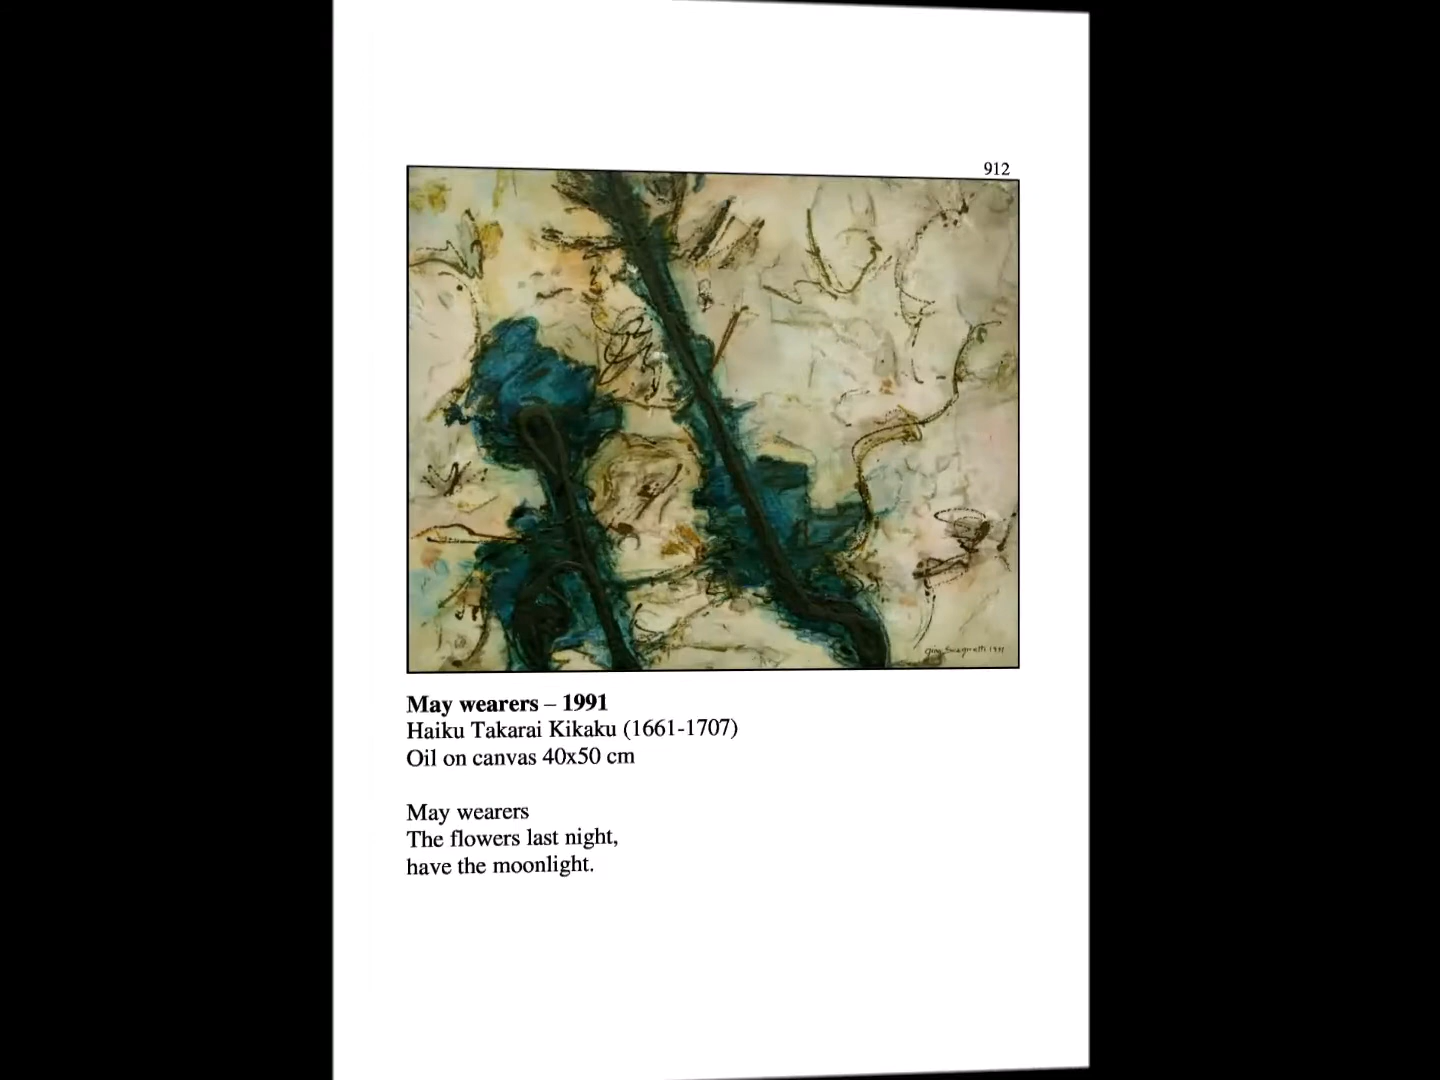 912
May wearers – 1991
Haiku Takarai Kikaku (1661-1707)
Oil on canvas 40x50 cm
May wearers
The flowers last night,
have the moonlight.